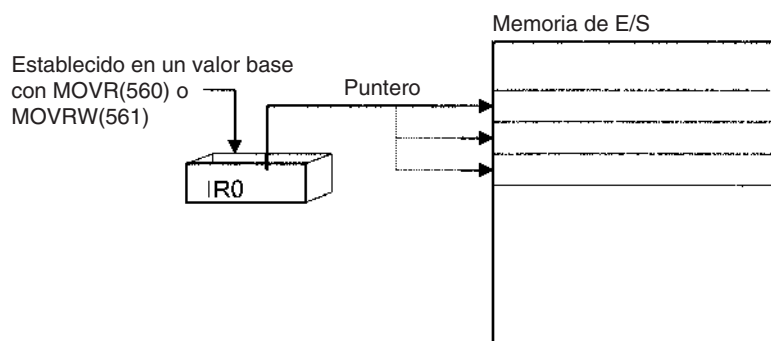 Memoria de E/S
Establecido en un valor base
con MOVR(560) o
MOVRW(561)
Puntero
IR0